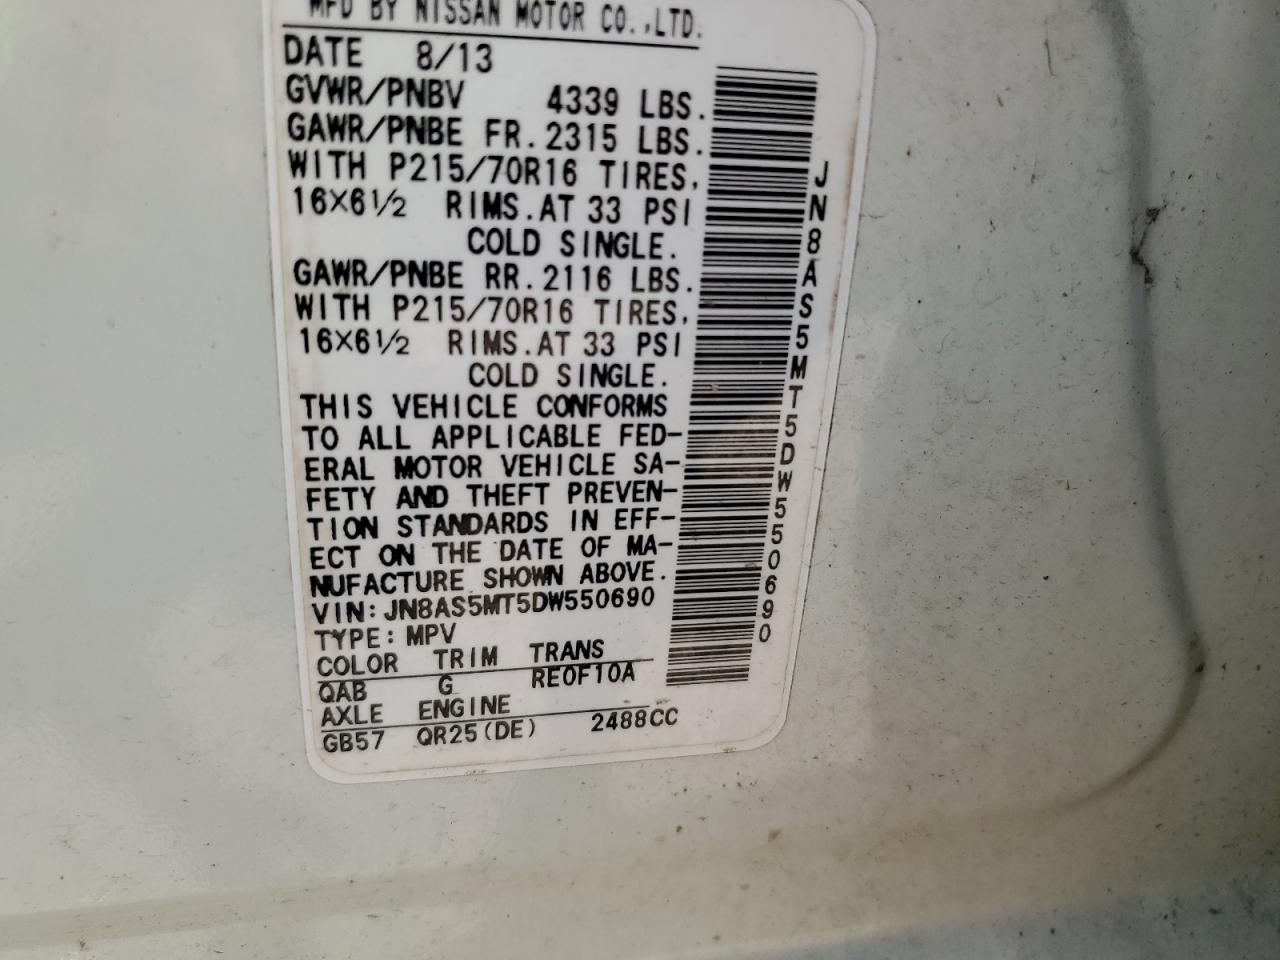 MFD BY NISSAN MOTOR CO.,LTD.
DATE 8/13
GVWR/PNBV 4339 LBS.
GAWR/PNBE FR. 2315 LBS.
WITH P215/70R16 TIRES,
16X6½ RIMS. AT 33 PSI
COLD SINGLE.
GAWR/PNBE RR. 2116 LBS.
WITH P215/70R16 TIRES,
16X6½ RIMS. AT 33 PSI
COLD SINGLE.
THIS VEHICLE CONFORMS
TO ALL APPLICABLE FED-
ERAL MOTOR VEHICLE SA-
FETY AND THEFT PREVEN-
TION STANDARDS IN EFF-
ECT ON THE DATE OF MA-
NUFACTURE SHOWN ABOVE.
VIN: JN8AS5MT5DW550690
TYPE: MPV
COLOR TRIM TRANS
QAB G RE0F10A
AXLE ENGINE
GB57 QR25(DE) 2488CC
JN8AS5MT5DW550690